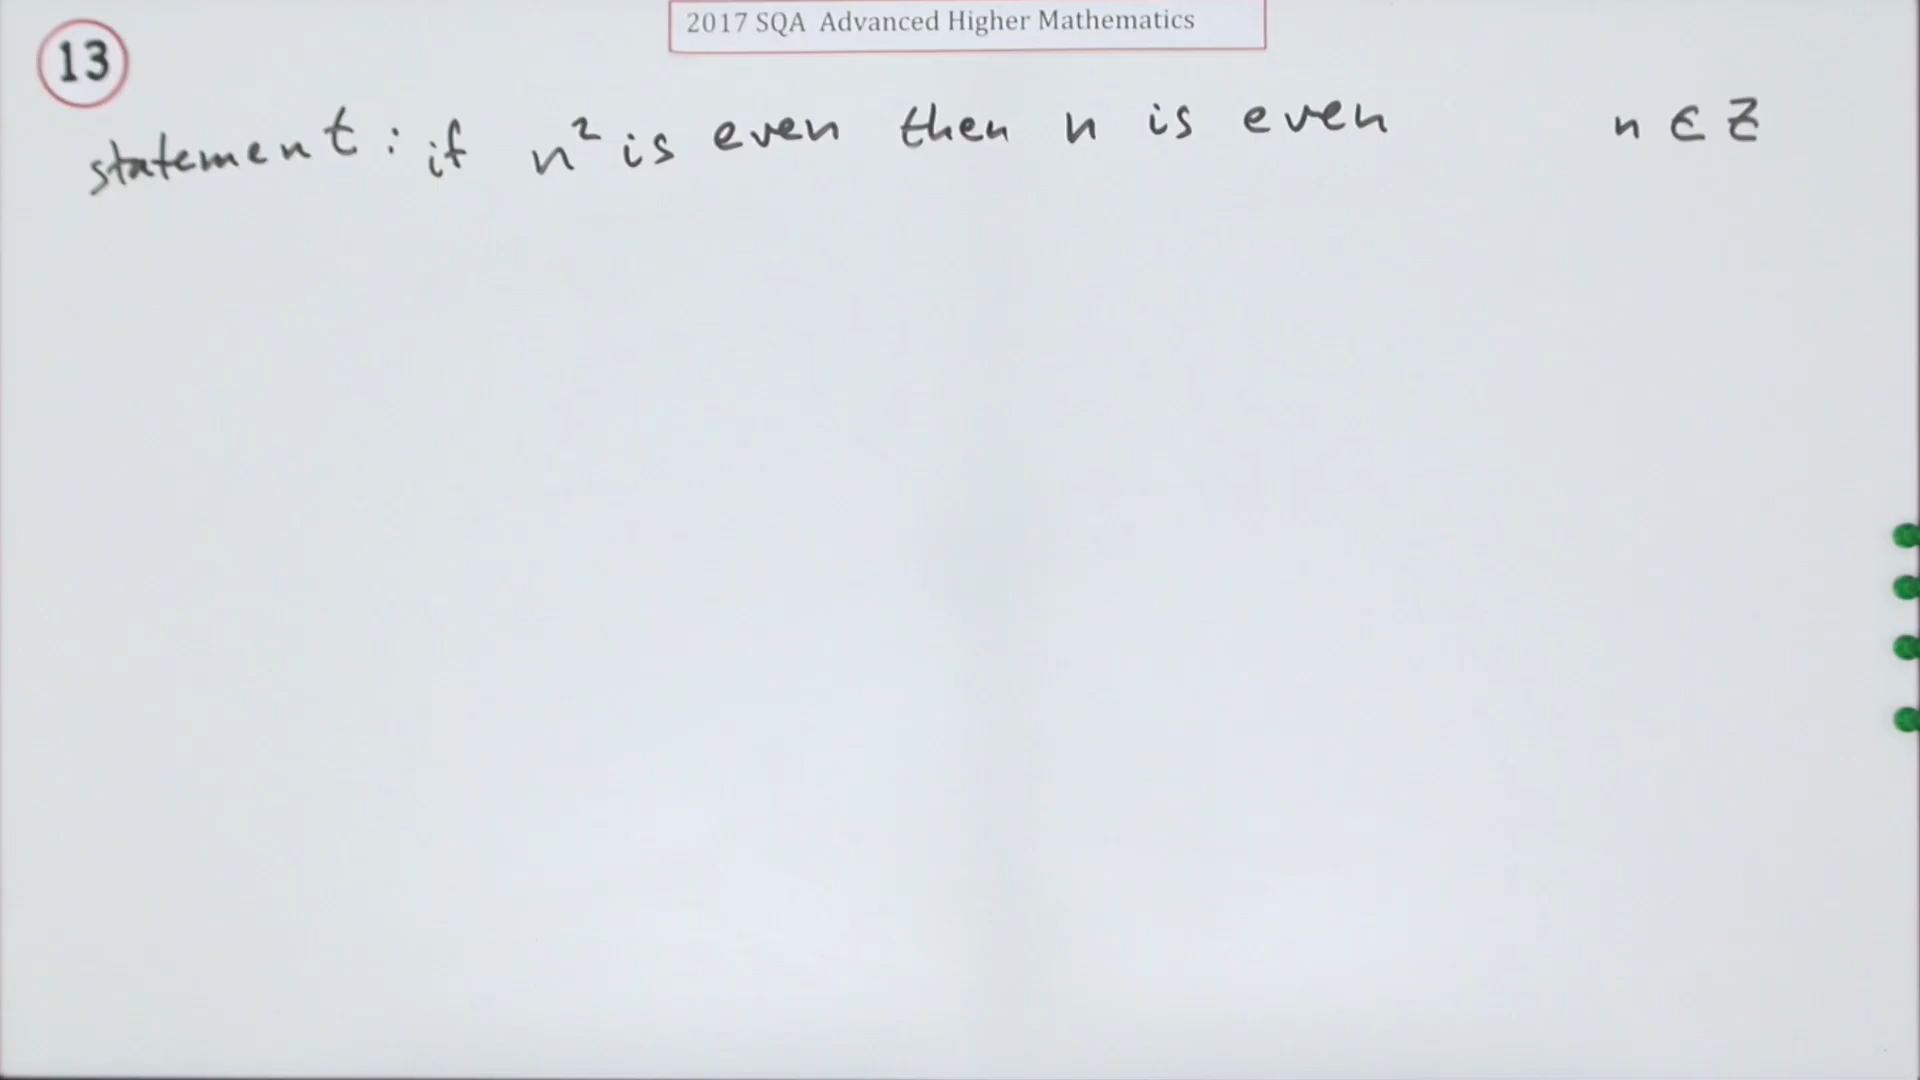 2017 SQA Advanced Higher Mathematics
13
statement: if n² is even then n is even n ∈ ℤ